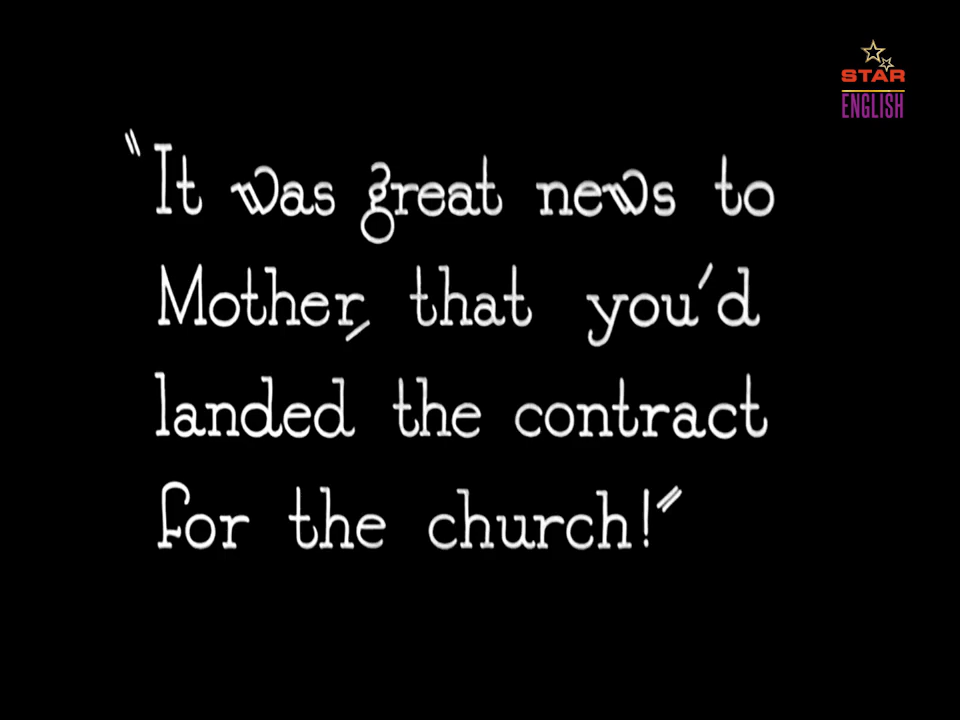 STAR
ENGLISH
"It was great news to
Mother, that you'd
landed the contract
for the church!"